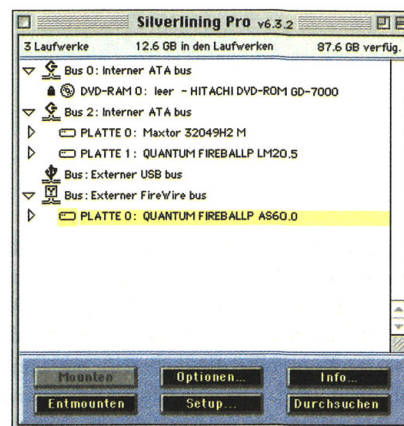 Silverlining Pro v6.3.2
3 Laufwerke 12.6 GB in den Laufwerken 87.6 GB verfüg.
Bus 0: Interner ATA bus
DVD-RAM 0: leer - HITACHI DVD-ROM GD-7000
Bus 2: Interner ATA bus
PLATTE 0: Maxtor 32049H2 M
PLATTE 1: QUANTUM FIREBALLP LM20.5
Bus: Externer USB bus
Bus: Externer FireWire bus
PLATTE 0: QUANTUM FIREBALLP AS60.0
Mounten Optionen... Info...
Entmounten Setup... Durchsuchen